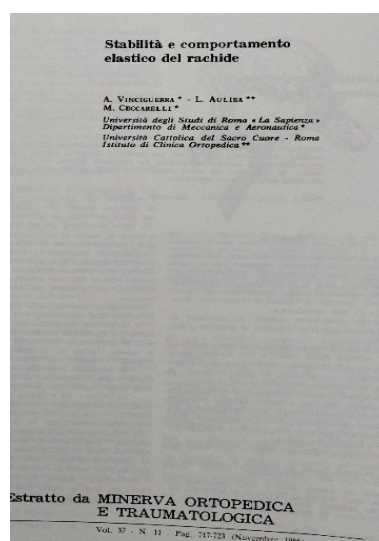 Stabilità e comportamento
elastico del rachide
A. VINCIGUERRA * - L. AULISA **
M. CECCARELLI *
Università degli Studi di Roma « La Sapienza »
Dipartimento di Meccanica e Aeronautica *
Università Cattolica del Sacro Cuore - Roma
Istituto di Clinica Ortopedica **
Estratto da MINERVA ORTOPEDICA
E TRAUMATOLOGICA
Vol. 37 - N. 11 - Pag. 717-723 (Novembre